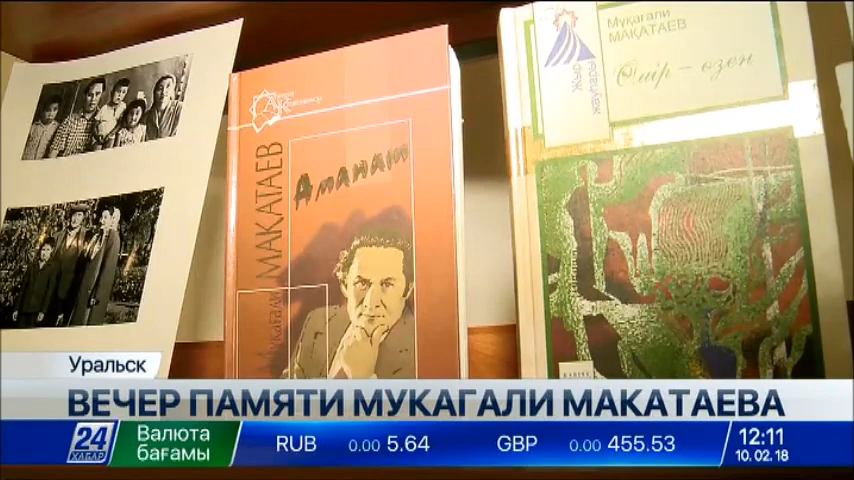 Мұқағали
МАҚАТАЕВ
Өмір – өзен
Жауһары
МАҚАТАЕВ
Мұқағали
Аманат
Уральск
ВЕЧЕР ПАМЯТИ МУКАГАЛИ МАКАТАЕВА
24
ХАБАР
Валюта
бағамы
RUB 0.00 5.64
GBP 0.00 455.53
12:11
10.02.18